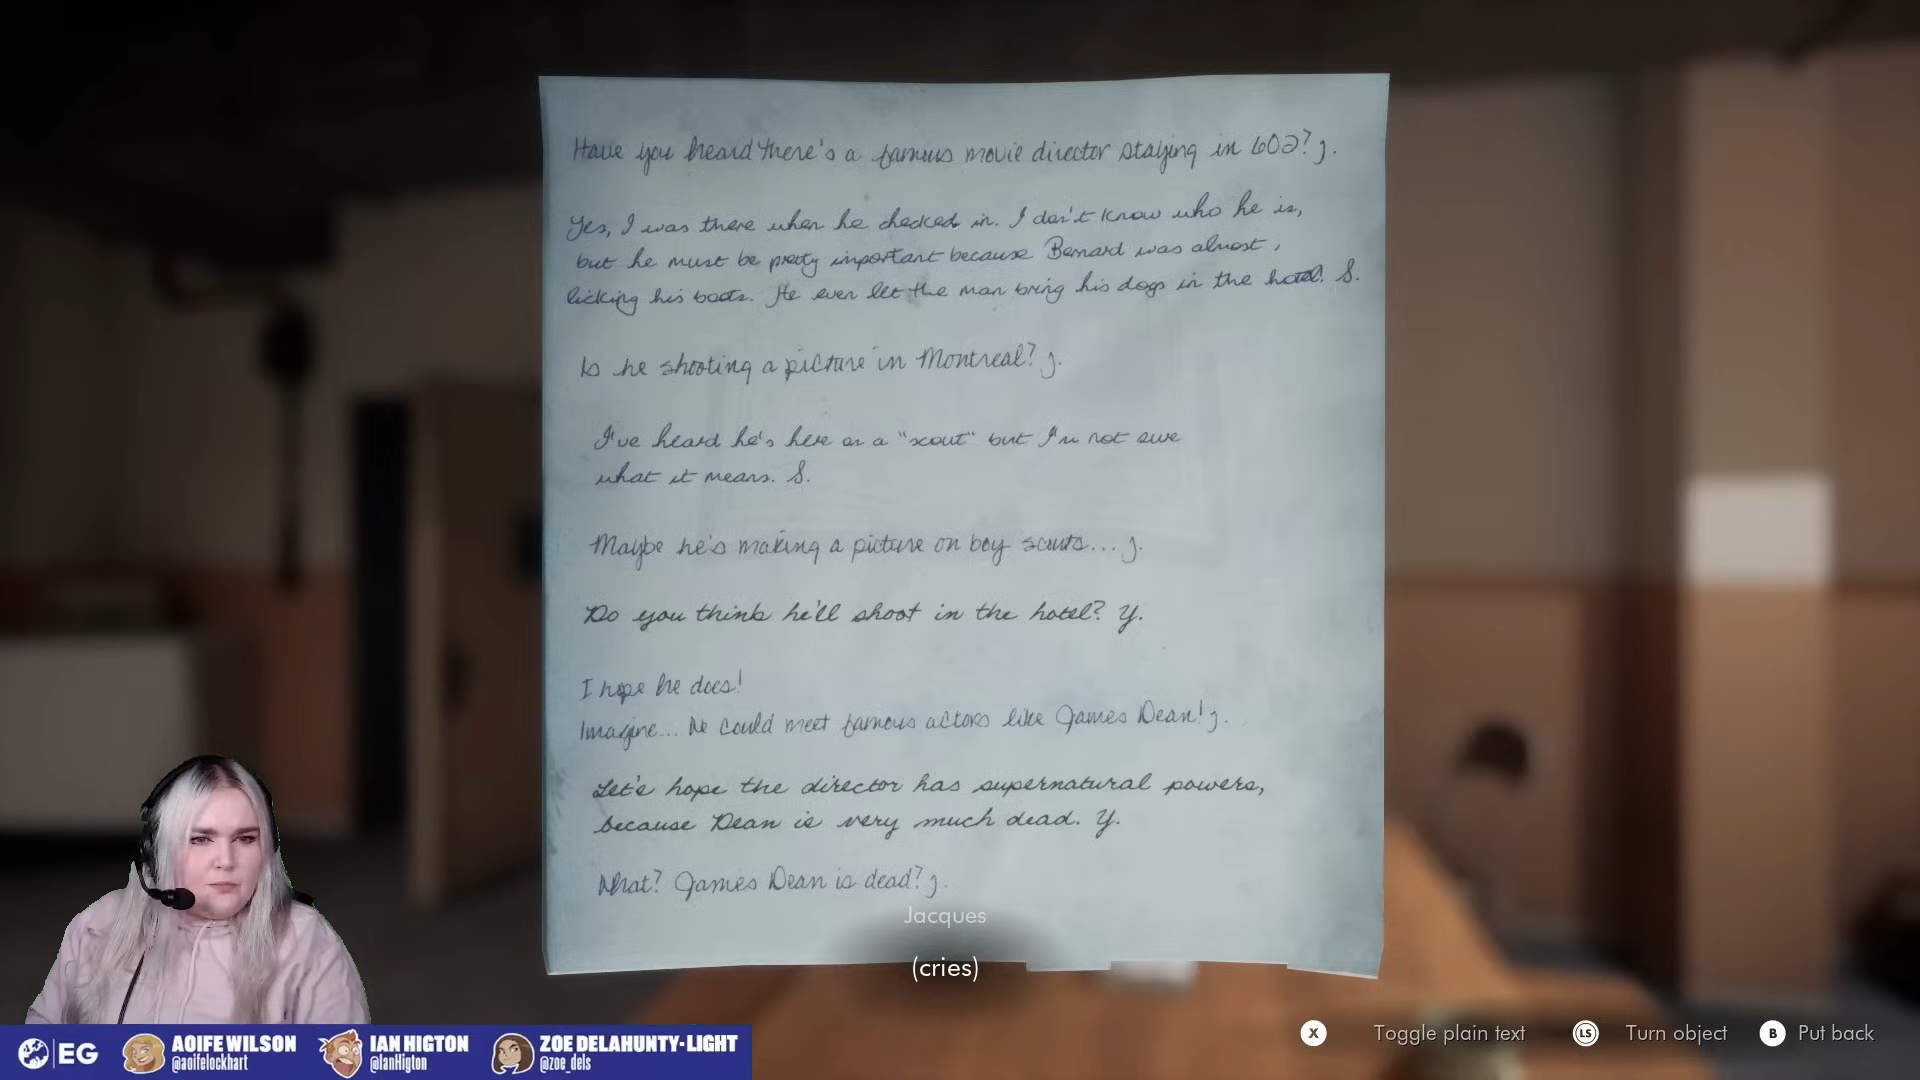 Have you heard there's a famous movie director staying in 602? J.
Yes, I was there when he checked in. I don't know who he is,
but he must be pretty important because Bernard was almost
licking his boots. He even let the man bring his dogs in the hotel. S.
Is he shooting a picture in Montreal? J.
I've heard he's here on a "scout" but I'm not sure
what it means. S.
Maybe he's making a picture on boy scouts... J.
Do you think he'll shoot in the hotel? Y.
I hope he does!
Imagine... We could meet famous actors like James Dean! J.
Let's hope the director has supernatural powers,
because Dean is very much dead. Y.
What? James Dean is dead? J.
Jacques
(cries)
X Toggle plain text LS Turn object B Put back
EG AOIFE WILSON IAN HIGTON ZOE DELAHUNTY-LIGHT
@aoifelockhart @IanHigton @zoe_dels